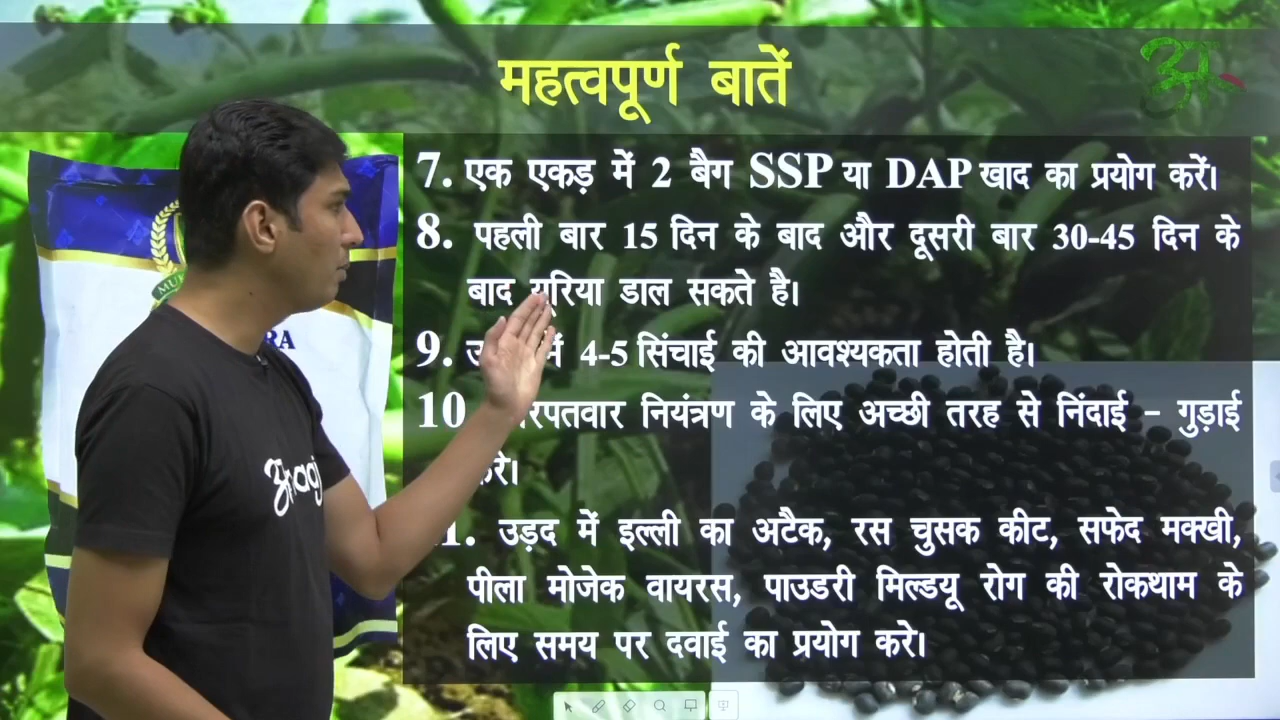 महत्वपूर्ण बातें
7. एक एकड़ में 2 बैग SSP या DAP खाद का प्रयोग करें।
8. पहली बार 15 दिन के बाद और दूसरी बार 30-45 दिन के
बाद यूरिया डाल सकते है।
9. में 4-5 सिंचाई की आवश्यकता होती है।
10 नियंत्रण के लिए अच्छी तरह से निंदाई - गुड़ाई
1. उड़द में इल्ली का अटैक, रस चुसक कीट, सफेद मक्खी,
पीला मोजेक वायरस, पाउडरी मिल्डयू रोग की रोकथाम के
लिए समय पर दवाई का प्रयोग करे।